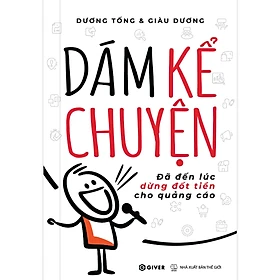 DƯƠNG TỐNG & GIÀU DƯƠNG
DÁM KỂ
CHUYỆN
Đã đến lúc
dừng đốt tiền
cho quảng cáo
GIVER
NHÀ XUẤT BẢN THẾ GIỚI